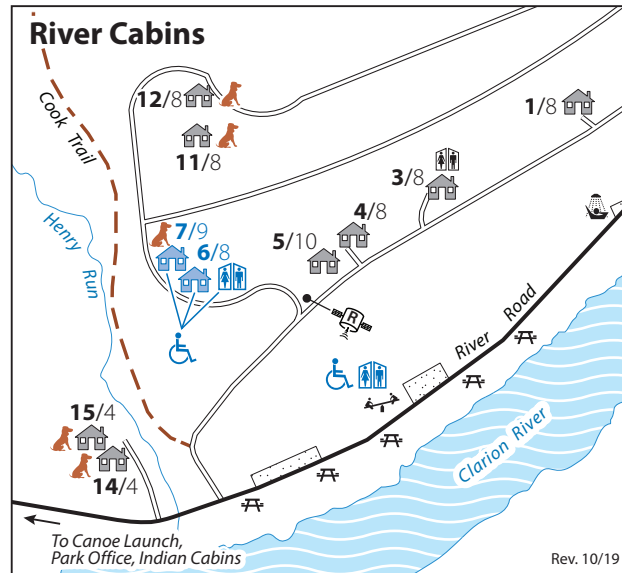 River Cabins
12/8
11/8
1/8
Cook Trail
3/8
4/8
7/9
6/8
5/10
Henry Run
R
River Road
15/4
14/4
Clarion River
To Canoe Launch,
Park Office, Indian Cabins
Rev. 10/19